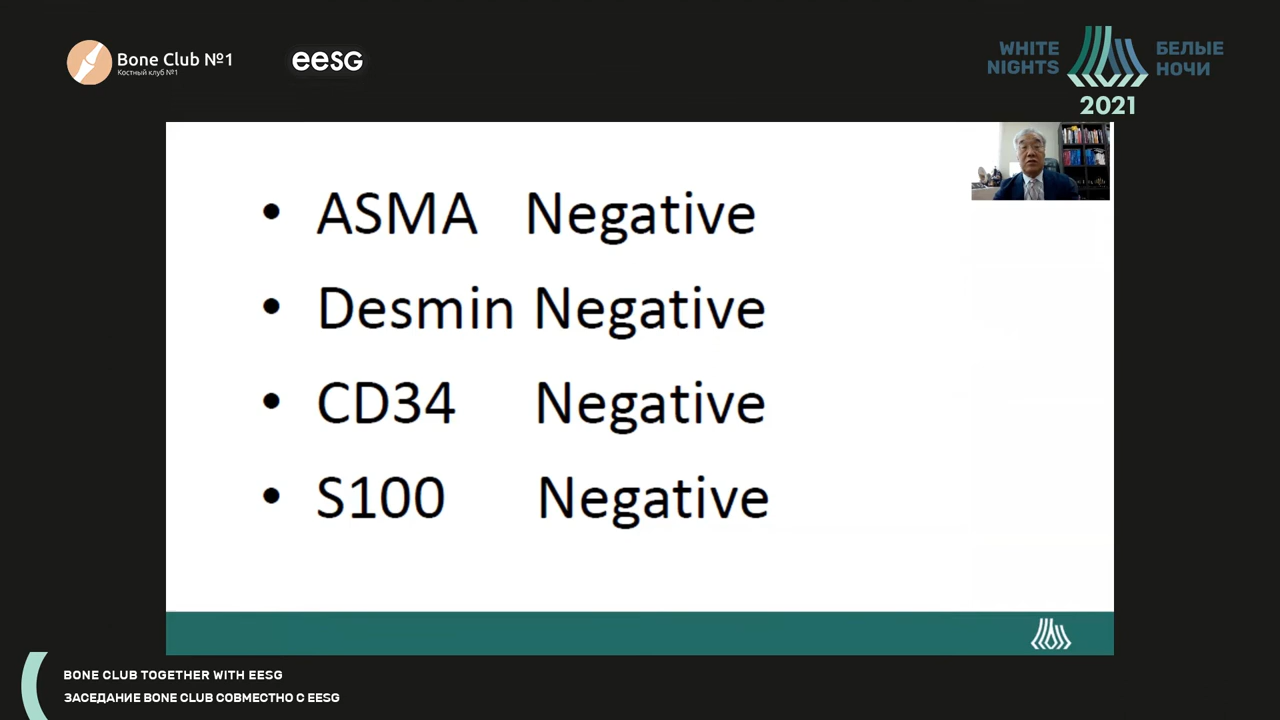 Bone Club №1
Костный клуб №1
eesg
WHITE NIGHTS
БЕЛЫЕ НОЧИ
2021
• ASMA Negative
• Desmin Negative
• CD34 Negative
• S100 Negative
BONE CLUB TOGETHER WITH EESG
ЗАСЕДАНИЕ BONE CLUB СОВМЕСТНО С EESG